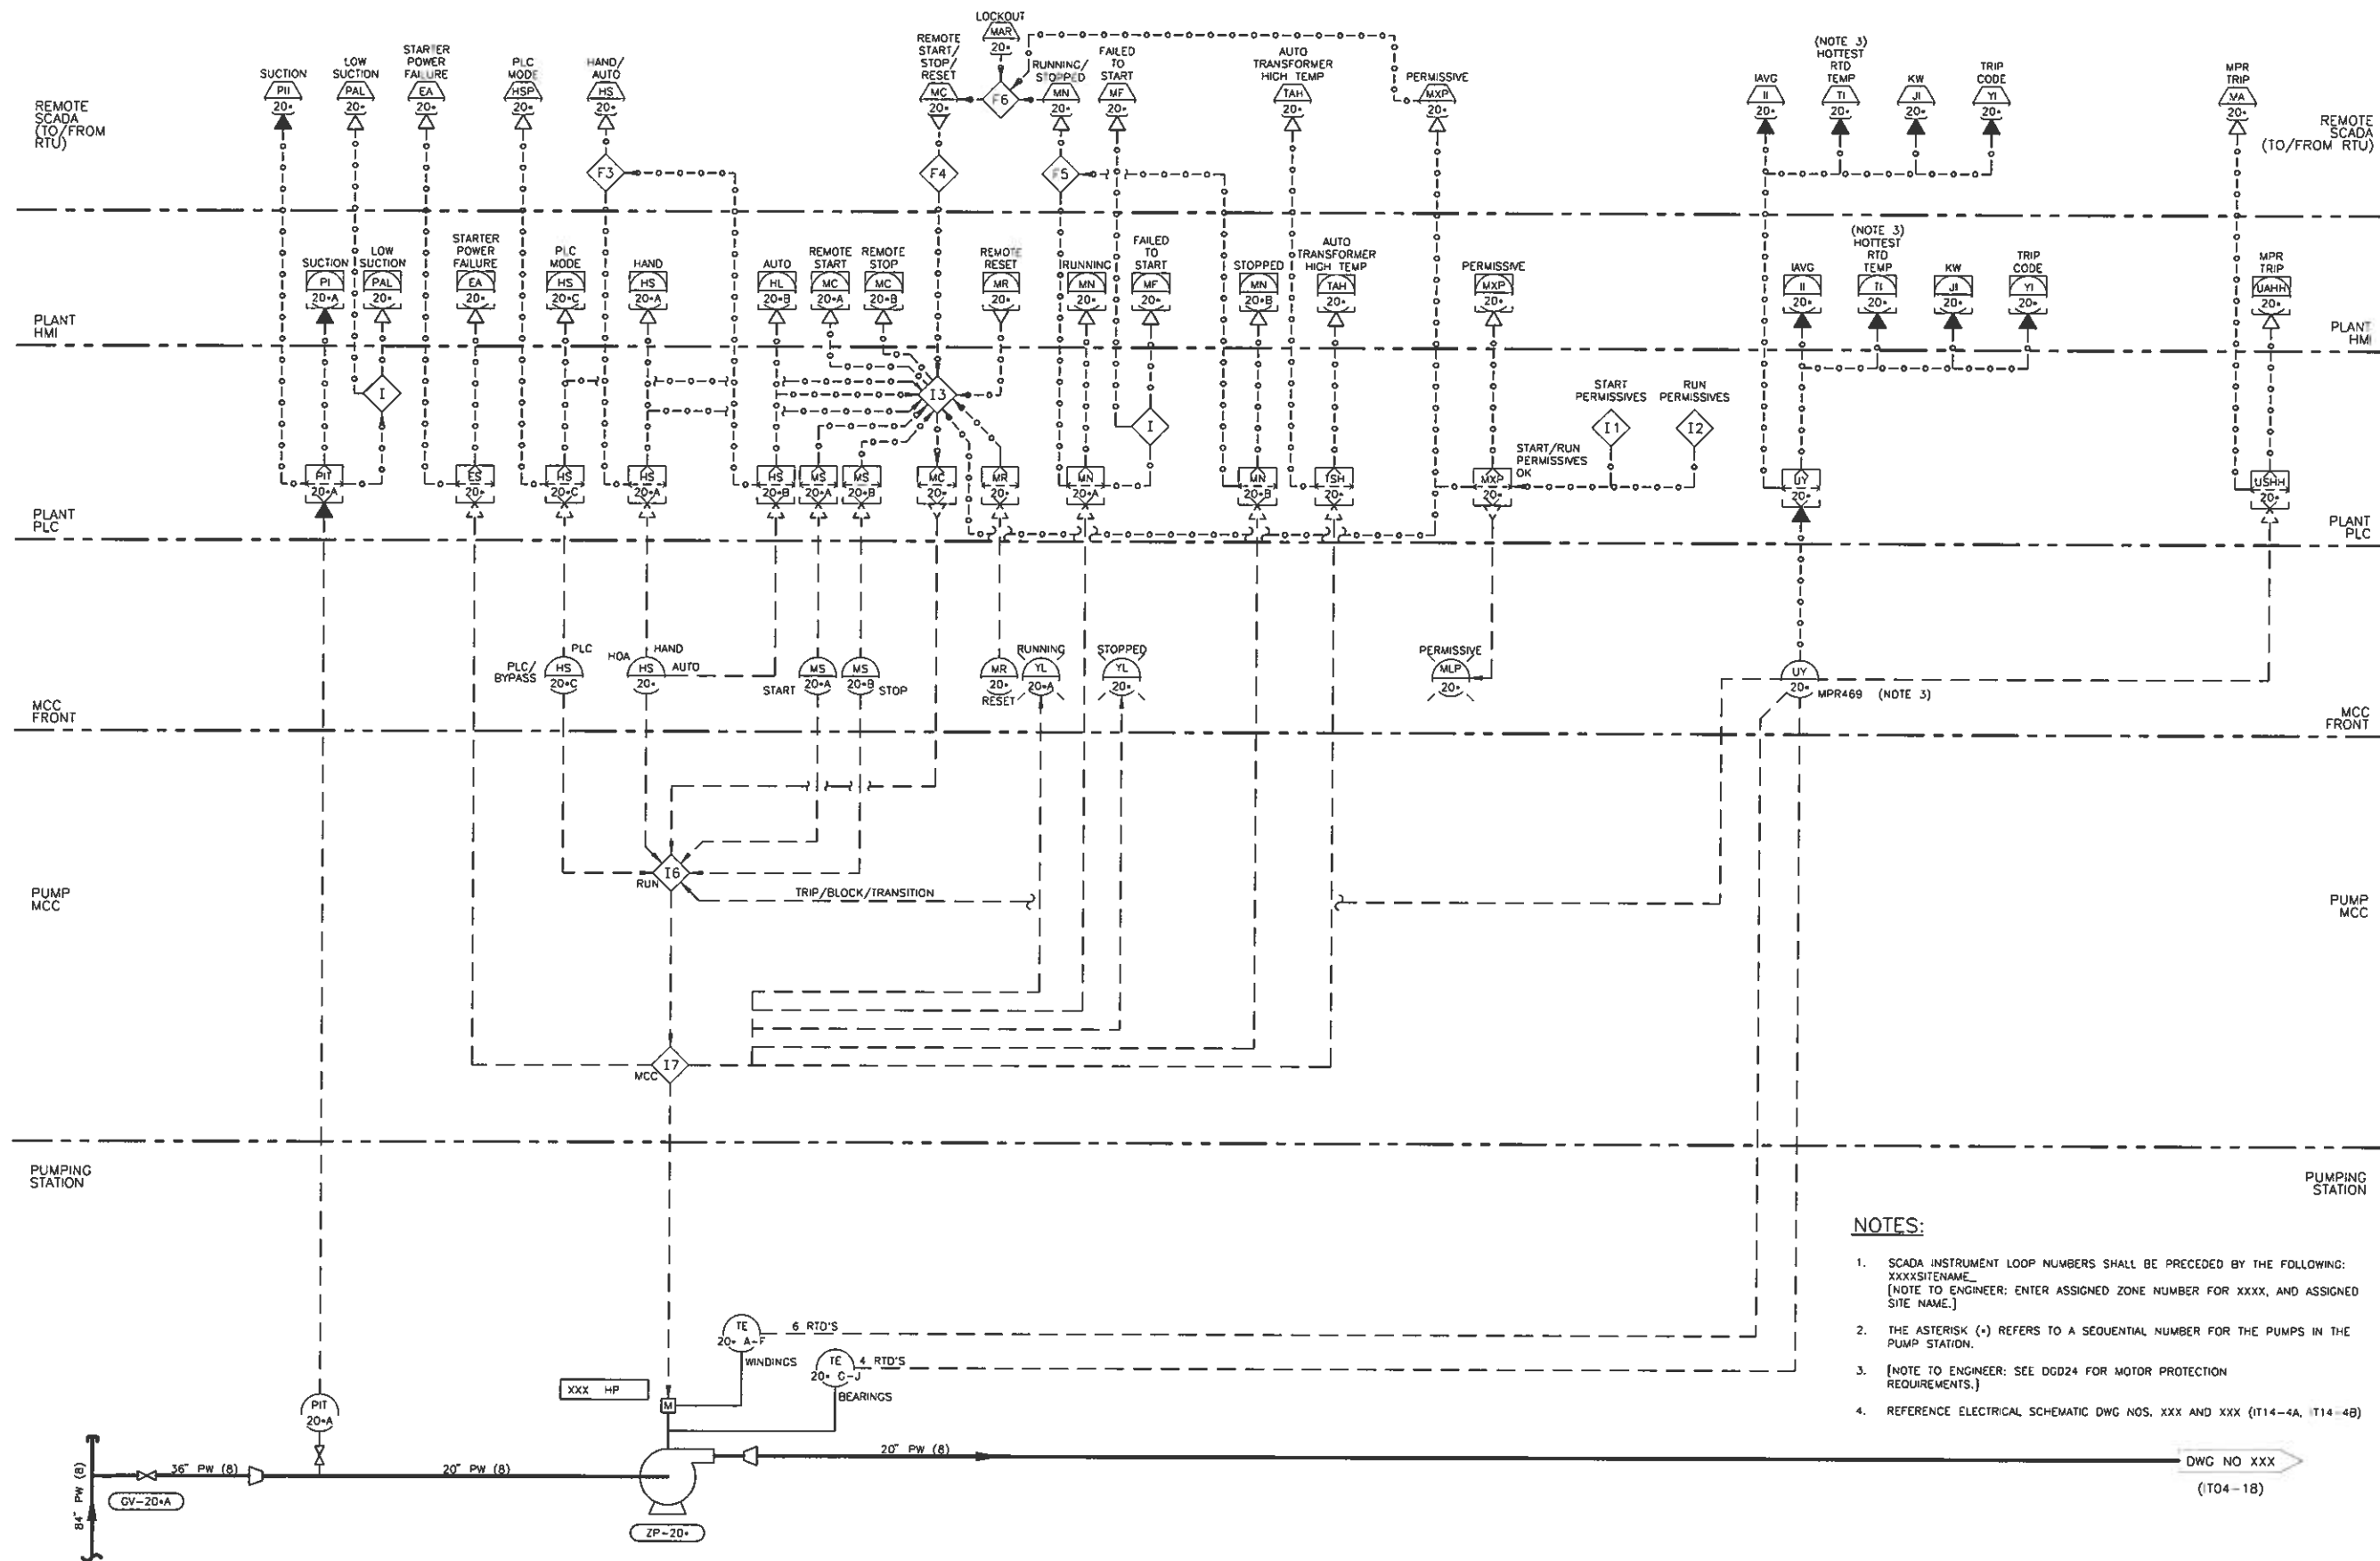 REMOTE
SCADA
(TO/FROM
RTU)
SUCTION
PII
20*
LOW
SUCTION
PAL
20*
STARTER
POWER
FAILURE
EA
20*
PLC
MODE
HSP
20*
HAND/
AUTO
HS
20*
F3
REMOTE
START/
STOP/
RESET
MC
20*
F4
LOCKOUT
MAR
20*
F6
RUNNING/
STOPPED
MN
20*
F5
FAILED
TO
START
MF
20*
AUTO
TRANSFORMER
HIGH TEMP
TAH
20*
PERMISSIVE
MXP
20*
IAVG
II
20*
(NOTE 3)
HOTTEST
RTD
TEMP
TI
20*
KW
JI
20*
TRIP
CODE
YI
20*
MPR
TRIP
MA
20*
REMOTE
SCADA
(TO/FROM RTU)
PLANT
HMI
SUCTION
PI
20*A
LOW
SUCTION
PAL
20*
STARTER
POWER
FAILURE
EA
20*
PLC
MODE
HS
20*C
HAND
HS
20*A
AUTO
HL
20*B
REMOTE
START
MC
20*A
REMOTE
STOP
MC
20*B
REMOTE
RESET
MR
20*
RUNNING
MN
20*
FAILED
TO
START
MF
20*
STOPPED
MN
20*B
AUTO
TRANSFORMER
HIGH TEMP
TAH
20*
PERMISSIVE
MXP
20*
IAVG
II
20*
(NOTE 3)
HOTTEST
RTD
TEMP
TI
20*
KW
JI
20*
TRIP
CODE
YI
20*
MPR
TRIP
UAHH
20*
PLANT
HMI
I
I3
I
START
PERMISSIVES
I1
RUN
PERMISSIVES
I2
START/RUN
PERMISSIVES
OK
PLANT
PLC
PIT
20*A
ES
20*
HS
20*C
HS
20*A
HS
20*B
MS
20*A
MS
20*B
MC
20*
MR
20*
MN
20*A
MN
20*B
TSH
20*
MXP
20*
UY
20*
USHH
20*
PLANT
PLC
MCC
FRONT
PLC/
BYPASS
PLC
HS
20*C
HOA
HAND
AUTO
HS
20*
START
MS
20*A
MS
20*B
STOP
MR
20*
RESET
RUNNING
YL
20*A
STOPPED
YL
20*
PERMISSIVE
MLP
20*
UY
20*
MPR469 (NOTE 3)
MCC
FRONT
PUMP
MCC
RUN
I6
TRIP/BLOCK/TRANSITION
MCC
I7
PUMP
MCC
PUMPING
STATION
PUMPING
STATION
TE
20* A-F
6 RTD'S
WINDINGS
TE
20* G-J
4 RTD'S
BEARINGS
XXX HP
M
PIT
20*A
84" PW (8)
36" PW (8)
GV-20*A
20" PW (8)
ZP-20*
20" PW (8)
DWG NO XXX
(IT04-18)
NOTES:
1. SCADA INSTRUMENT LOOP NUMBERS SHALL BE PRECEDED BY THE FOLLOWING:
XXXXSITENAME_
[NOTE TO ENGINEER: ENTER ASSIGNED ZONE NUMBER FOR XXXX, AND ASSIGNED
SITE NAME.]
2. THE ASTERISK (*) REFERS TO A SEQUENTIAL NUMBER FOR THE PUMPS IN THE
PUMP STATION.
3. [NOTE TO ENGINEER: SEE DGD24 FOR MOTOR PROTECTION
REQUIREMENTS.]
4. REFERENCE ELECTRICAL SCHEMATIC DWG NOS. XXX AND XXX (IT14-4A, IT14-4B)